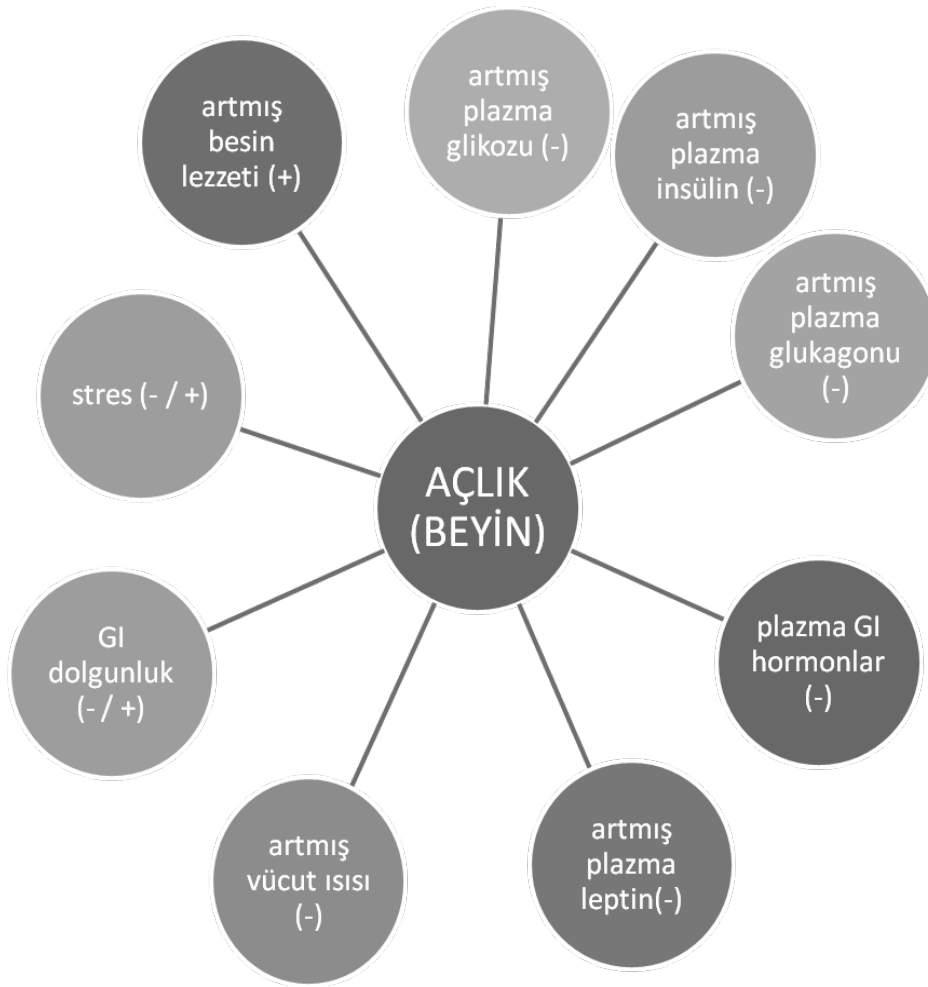 artmış
besin
lezzeti (+)
artmış
plazma
glikozu (-)
artmış
plazma
insülin (-)
artmış
plazma
glukagonu
(-)
stres (- / +)
AÇLIK
(BEYİN)
GI
dolgunluk
(- / +)
plazma GI
hormonlar
(-)
artmış
vücut ısısı
(-)
artmış
plazma
leptin(-)